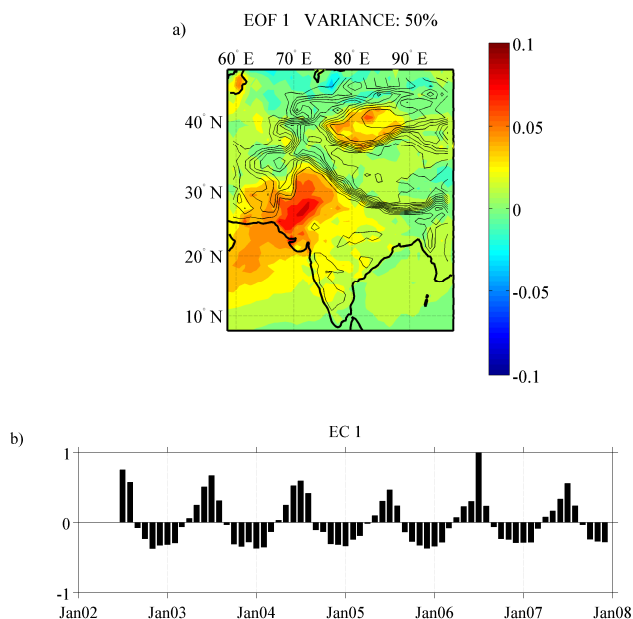 EOF 1 VARIANCE: 50%
a)
60° E 70° E 80° E 90° E
40° N
30° N
20° N
10° N
0.1
0.05
0
-0.05
-0.1
b)
EC 1
1
0
-1
Jan02 Jan03 Jan04 Jan05 Jan06 Jan07 Jan08